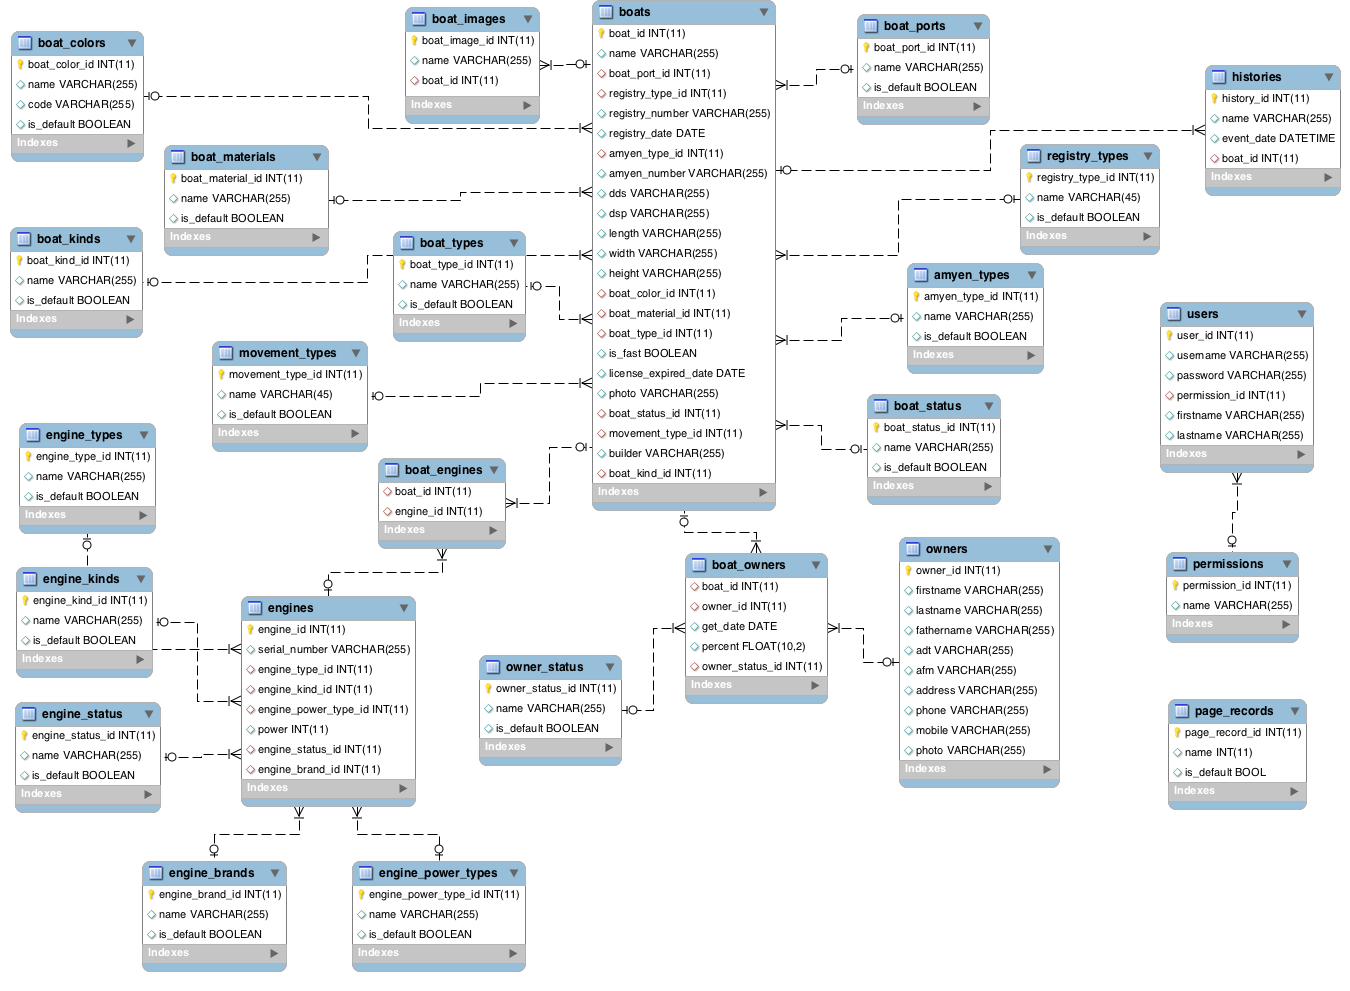 boat_colors
boat_color_id INT(11)
name VARCHAR(255)
code VARCHAR(255)
is_default BOOLEAN
Indexes
boat_images
boat_image_id INT(11)
name VARCHAR(255)
boat_id INT(11)
Indexes
boats
boat_id INT(11)
name VARCHAR(255)
boat_port_id INT(11)
registry_type_id INT(11)
registry_number VARCHAR(255)
registry_date DATE
amyen_type_id INT(11)
amyen_number VARCHAR(255)
dds VARCHAR(255)
dsp VARCHAR(255)
length VARCHAR(255)
width VARCHAR(255)
height VARCHAR(255)
boat_color_id INT(11)
boat_material_id INT(11)
boat_type_id INT(11)
is_fast BOOLEAN
license_expired_date DATE
photo VARCHAR(255)
boat_status_id INT(11)
movement_type_id INT(11)
builder VARCHAR(255)
boat_kind_id INT(11)
Indexes
boat_ports
boat_port_id INT(11)
name VARCHAR(255)
is_default BOOLEAN
Indexes
histories
history_id INT(11)
name VARCHAR(255)
event_date DATETIME
boat_id INT(11)
Indexes
boat_materials
boat_material_id INT(11)
name VARCHAR(255)
is_default BOOLEAN
Indexes
registry_types
registry_type_id INT(11)
name VARCHAR(45)
is_default BOOLEAN
Indexes
boat_kinds
boat_kind_id INT(11)
name VARCHAR(255)
is_default BOOLEAN
Indexes
boat_types
boat_type_id INT(11)
name VARCHAR(255)
is_default BOOLEAN
Indexes
amyen_types
amyen_type_id INT(11)
name VARCHAR(255)
is_default BOOLEAN
Indexes
users
user_id INT(11)
username VARCHAR(255)
password VARCHAR(255)
permission_id INT(11)
firstname VARCHAR(255)
lastname VARCHAR(255)
Indexes
movement_types
movement_type_id INT(11)
name VARCHAR(45)
is_default BOOLEAN
Indexes
boat_status
boat_status_id INT(11)
name VARCHAR(255)
is_default BOOLEAN
Indexes
engine_types
engine_type_id INT(11)
name VARCHAR(255)
is_default BOOLEAN
Indexes
boat_engines
boat_id INT(11)
engine_id INT(11)
Indexes
engine_kinds
engine_kind_id INT(11)
name VARCHAR(255)
is_default BOOLEAN
Indexes
engines
engine_id INT(11)
serial_number VARCHAR(255)
engine_type_id INT(11)
engine_kind_id INT(11)
engine_power_type_id INT(11)
power INT(11)
engine_status_id INT(11)
engine_brand_id INT(11)
Indexes
boat_owners
boat_id INT(11)
owner_id INT(11)
get_date DATE
percent FLOAT(10,2)
owner_status_id INT(11)
Indexes
owners
owner_id INT(11)
firstname VARCHAR(255)
lastname VARCHAR(255)
fathername VARCHAR(255)
adt VARCHAR(255)
afm VARCHAR(255)
address VARCHAR(255)
phone VARCHAR(255)
mobile VARCHAR(255)
photo VARCHAR(255)
Indexes
permissions
permission_id INT(11)
name VARCHAR(255)
Indexes
owner_status
owner_status_id INT(11)
name VARCHAR(255)
is_default BOOLEAN
Indexes
engine_status
engine_status_id INT(11)
name VARCHAR(255)
is_default BOOLEAN
Indexes
page_records
page_record_id INT(11)
name INT(11)
is_default BOOL
Indexes
engine_brands
engine_brand_id INT(11)
name VARCHAR(255)
is_default BOOLEAN
Indexes
engine_power_types
engine_power_type_id INT(11)
name VARCHAR(255)
is_default BOOLEAN
Indexes